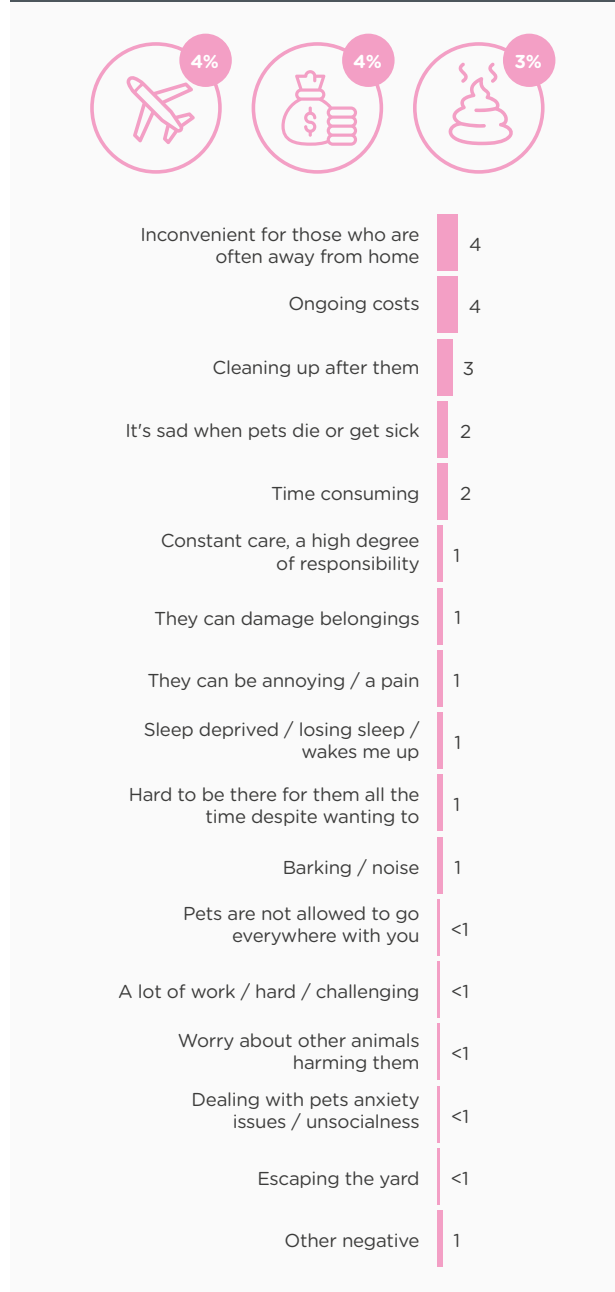 4%
4%
3%
$
Inconvenient for those who are
often away from home
4
Ongoing costs
4
Cleaning up after them
3
It's sad when pets die or get sick
2
Time consuming
2
Constant care, a high degree
of responsibility
1
They can damage belongings
1
They can be annoying / a pain
1
Sleep deprived / losing sleep /
wakes me up
1
Hard to be there for them all the
time despite wanting to
1
Barking / noise
1
Pets are not allowed to go
everywhere with you
<1
A lot of work / hard / challenging
<1
Worry about other animals
harming them
<1
Dealing with pets anxiety
issues / unsocialness
<1
Escaping the yard
<1
Other negative
1